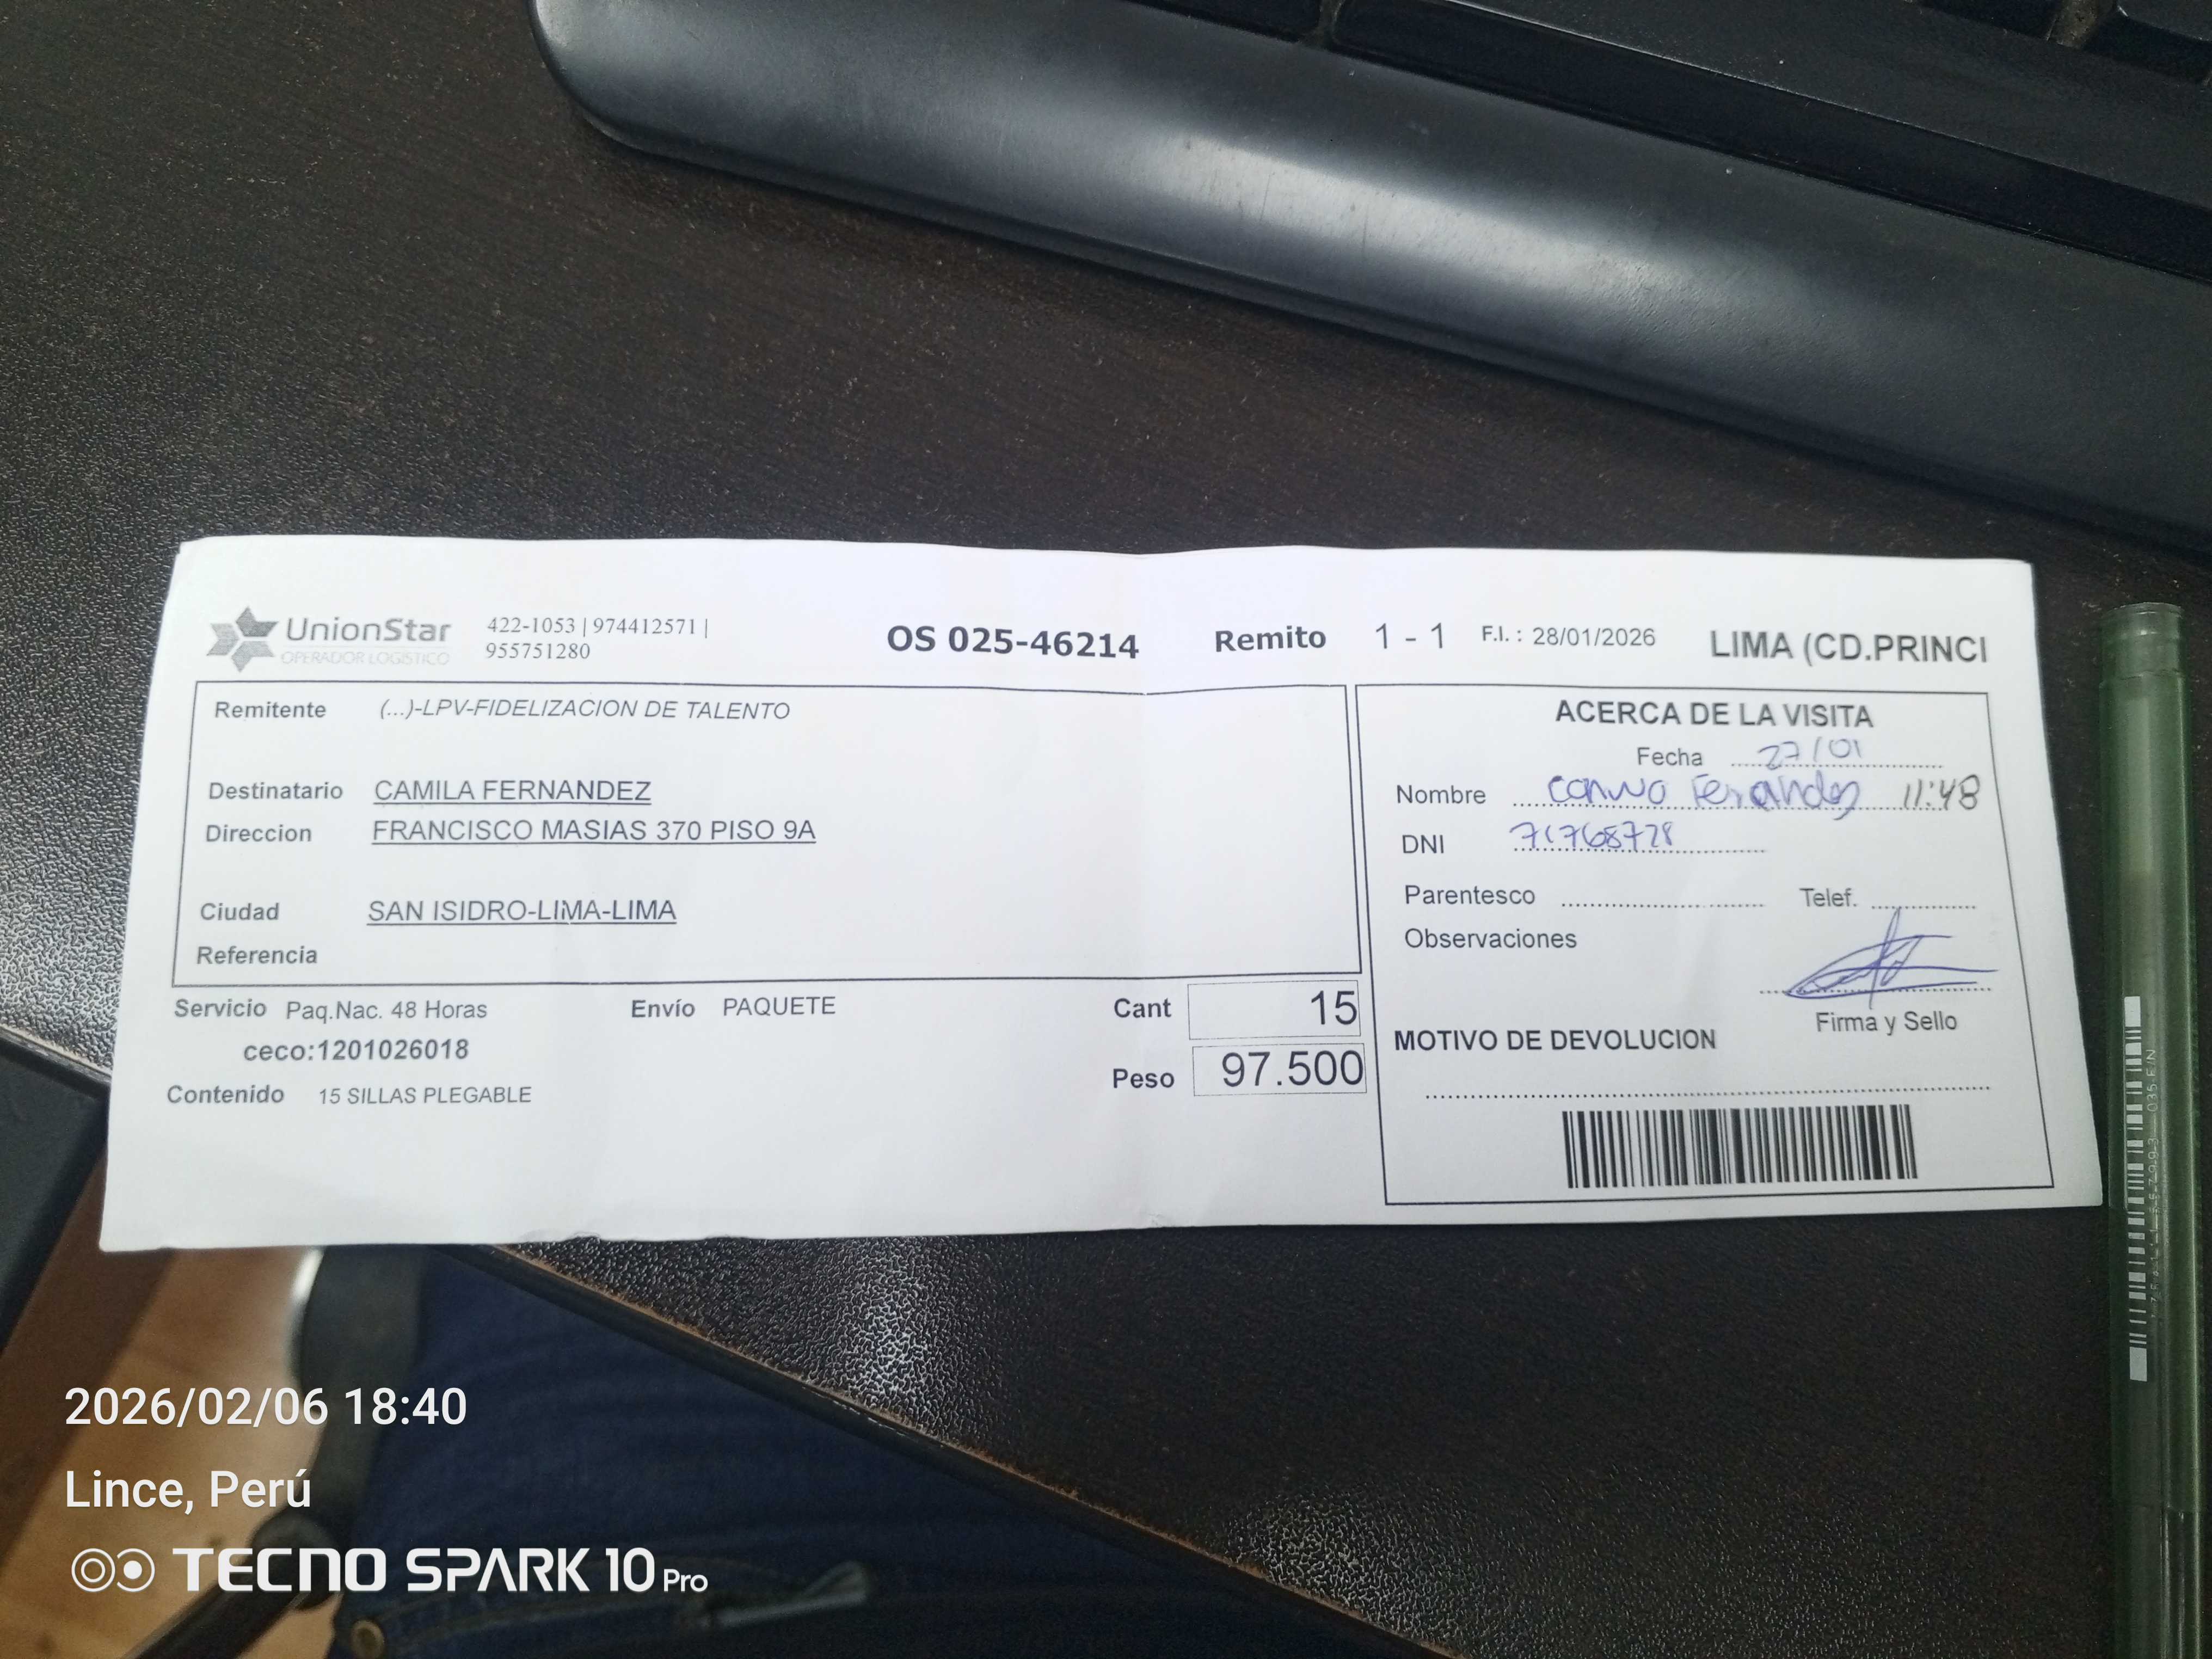 UnionStar
OPERADOR LOGISTICO
422-1053 | 974412571 |
955751280
OS 025-46214
Remito 1 - 1
F.I. : 28/01/2026
LIMA (CD.PRINCI
Remitente (...)-LPV-FIDELIZACION DE TALENTO
Destinatario CAMILA FERNANDEZ
Direccion FRANCISCO MASIAS 370 PISO 9A
Ciudad SAN ISIDRO-LIMA-LIMA
Referencia
Servicio Paq.Nac. 48 Horas
Envío PAQUETE
Cant 15
ceco:1201026018
Peso 97.500
Contenido 15 SILLAS PLEGABLE
ACERCA DE LA VISITA
Fecha 27/01
Nombre 11:48
DNI 71768728
Parentesco
Telef.
Observaciones
Firma y Sello
MOTIVO DE DEVOLUCION
2026/02/06 18:40
Lince, Perú
TECNO SPARK 10 Pro